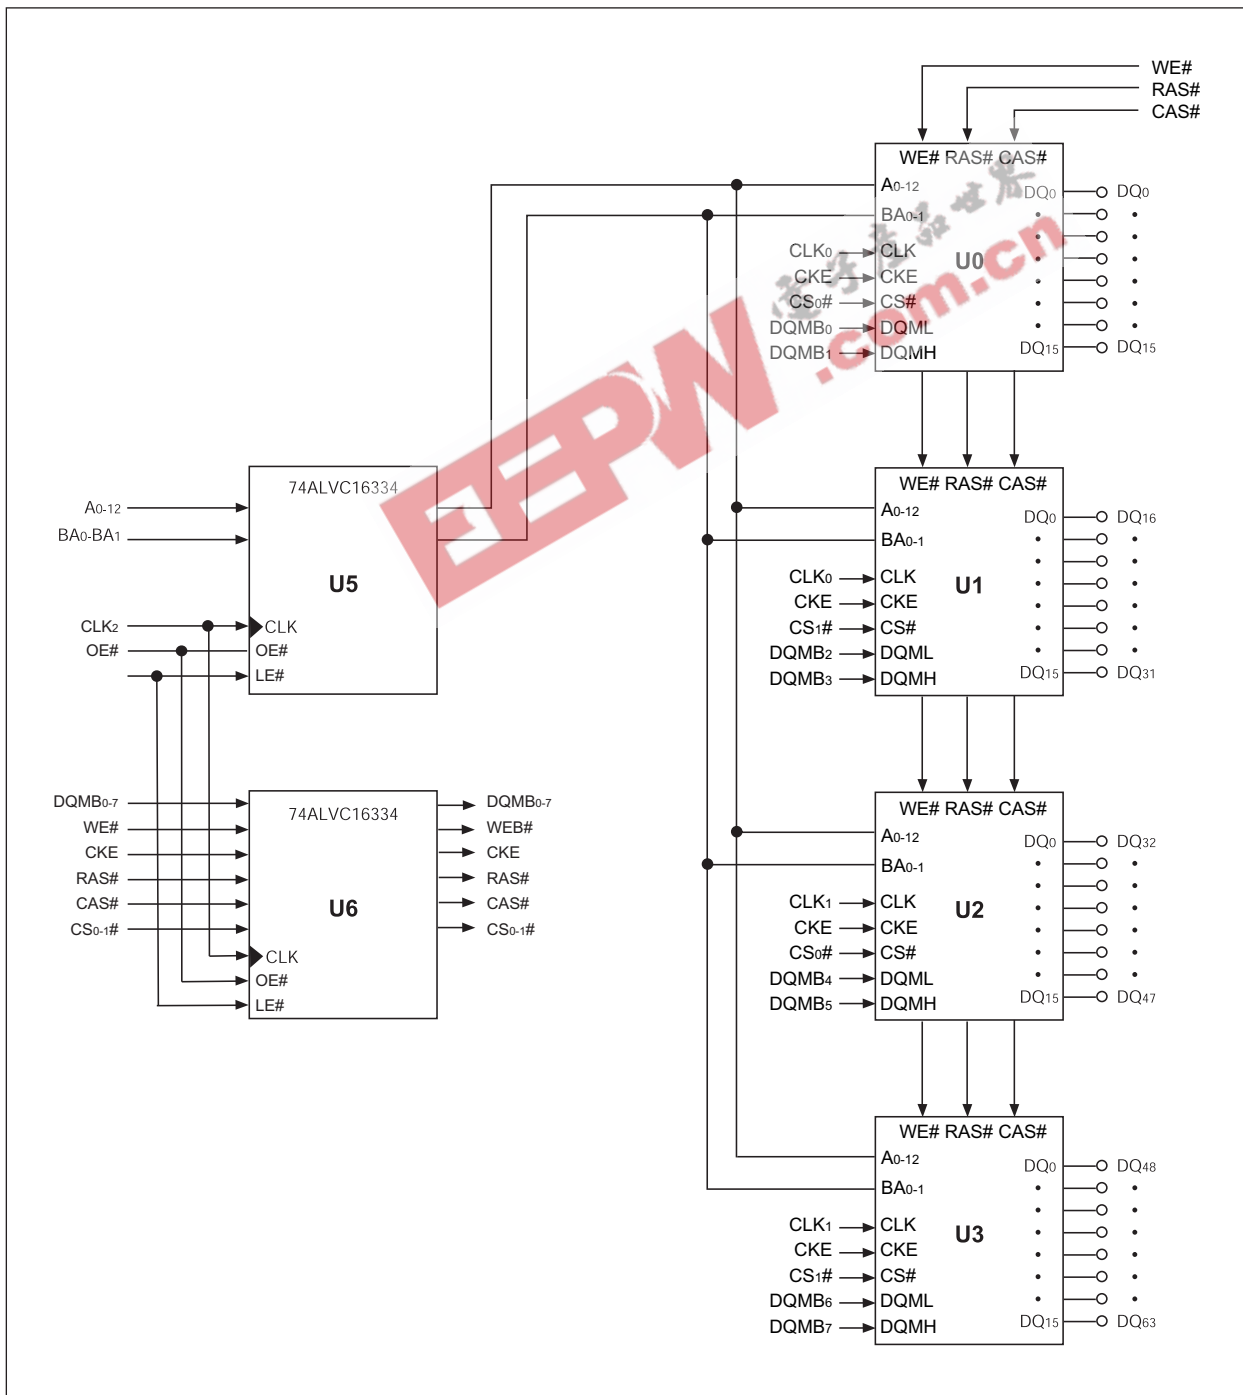 WE#
RAS#
CAS#
WE# RAS# CAS#
A0-12
BA0-1
CLK0 CLK
CKE CKE
CS0# CS#
DQMB0 DQML
DQMB1 DQMH
U0
DQ0 DQ0
DQ15 DQ15
电子产品世界
EEPW
.com.cn
74ALVC16334
A0-12
BA0-BA1
U5
CLK2 CLK
OE# OE#
LE#
WE# RAS# CAS#
A0-12
BA0-1
CLK0 CLK
CKE CKE
CS1# CS#
DQMB2 DQML
DQMB3 DQMH
U1
DQ0 DQ16
DQ15 DQ31
74ALVC16334
DQMB0-7 DQMB0-7
WE# WEB#
CKE CKE
RAS# RAS#
CAS# CAS#
CS0-1# CS0-1#
U6
CLK
OE#
LE#
WE# RAS# CAS#
A0-12
BA0-1
CLK1 CLK
CKE CKE
CS0# CS#
DQMB4 DQML
DQMB5 DQMH
U2
DQ0 DQ32
DQ15 DQ47
WE# RAS# CAS#
A0-12
BA0-1
CLK1 CLK
CKE CKE
CS1# CS#
DQMB6 DQML
DQMB7 DQMH
U3
DQ0 DQ48
DQ15 DQ63